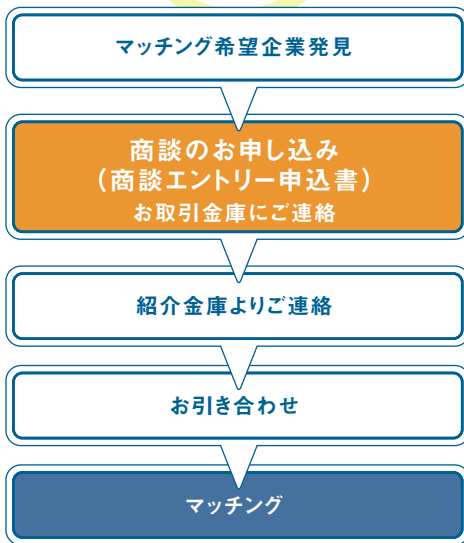 マッチング希望企業発見
商談のお申し込み
（商談エントリー申込書）
お取引金庫にご連絡
紹介金庫よりご連絡
お引き合わせ
マッチング